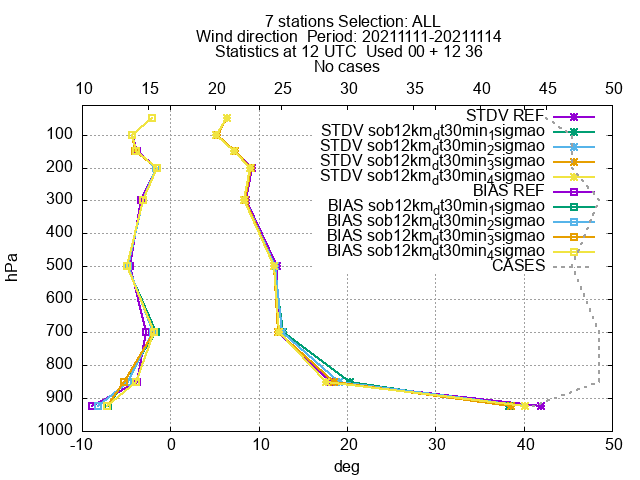 7 stations Selection: ALL
Wind direction  Period: 20211111-20211114
Statistics at 12 UTC  Used 00 + 12 36
No cases
10 15 20 25 30 35 40 45 50
STDV REF
STDV sob12km_dt30min_1sigmao
STDV sob12km_dt30min_2sigmao
STDV sob12km_dt30min_3sigmao
STDV sob12km_dt30min_4sigmao
BIAS REF
BIAS sob12km_dt30min_1sigmao
BIAS sob12km_dt30min_2sigmao
BIAS sob12km_dt30min_3sigmao
BIAS sob12km_dt30min_4sigmao
CASES
100
200
300
400
500
600
700
800
900
1000
hPa
-10 0 10 20 30 40 50
deg